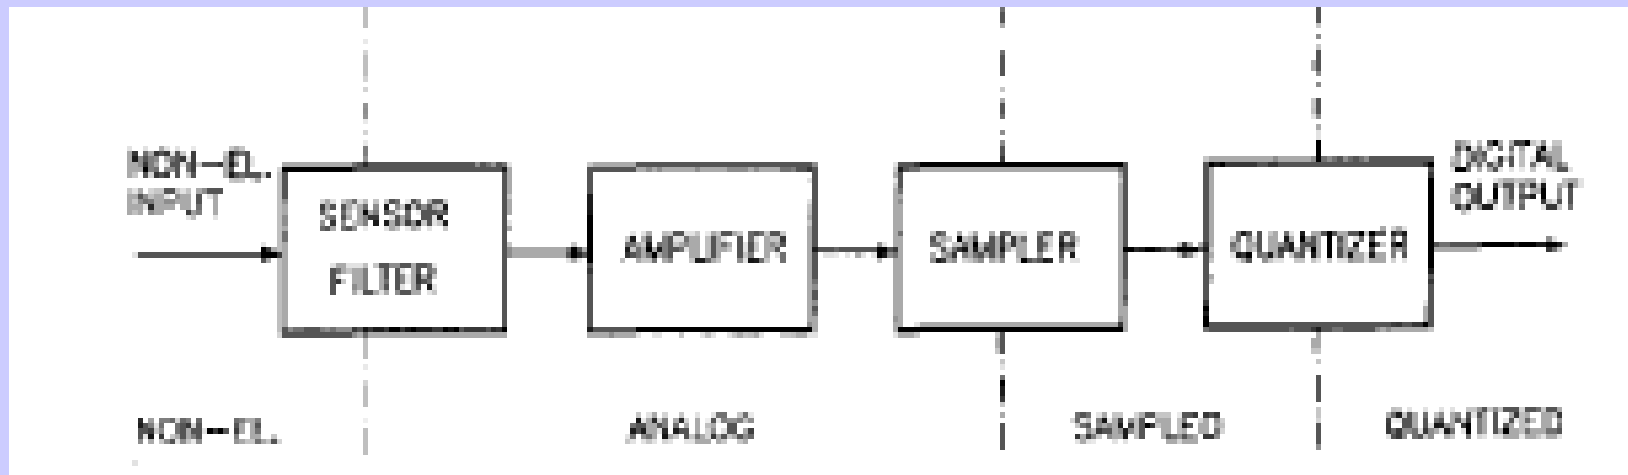 NON-EL.
INPUT
SENSOR
FILTER
AMPLIFIER
SAMPLER
QUANTIZER
DIGITAL
OUTPUT
NON-EL.
ANALOG
SAMPLED
QUANTIZED